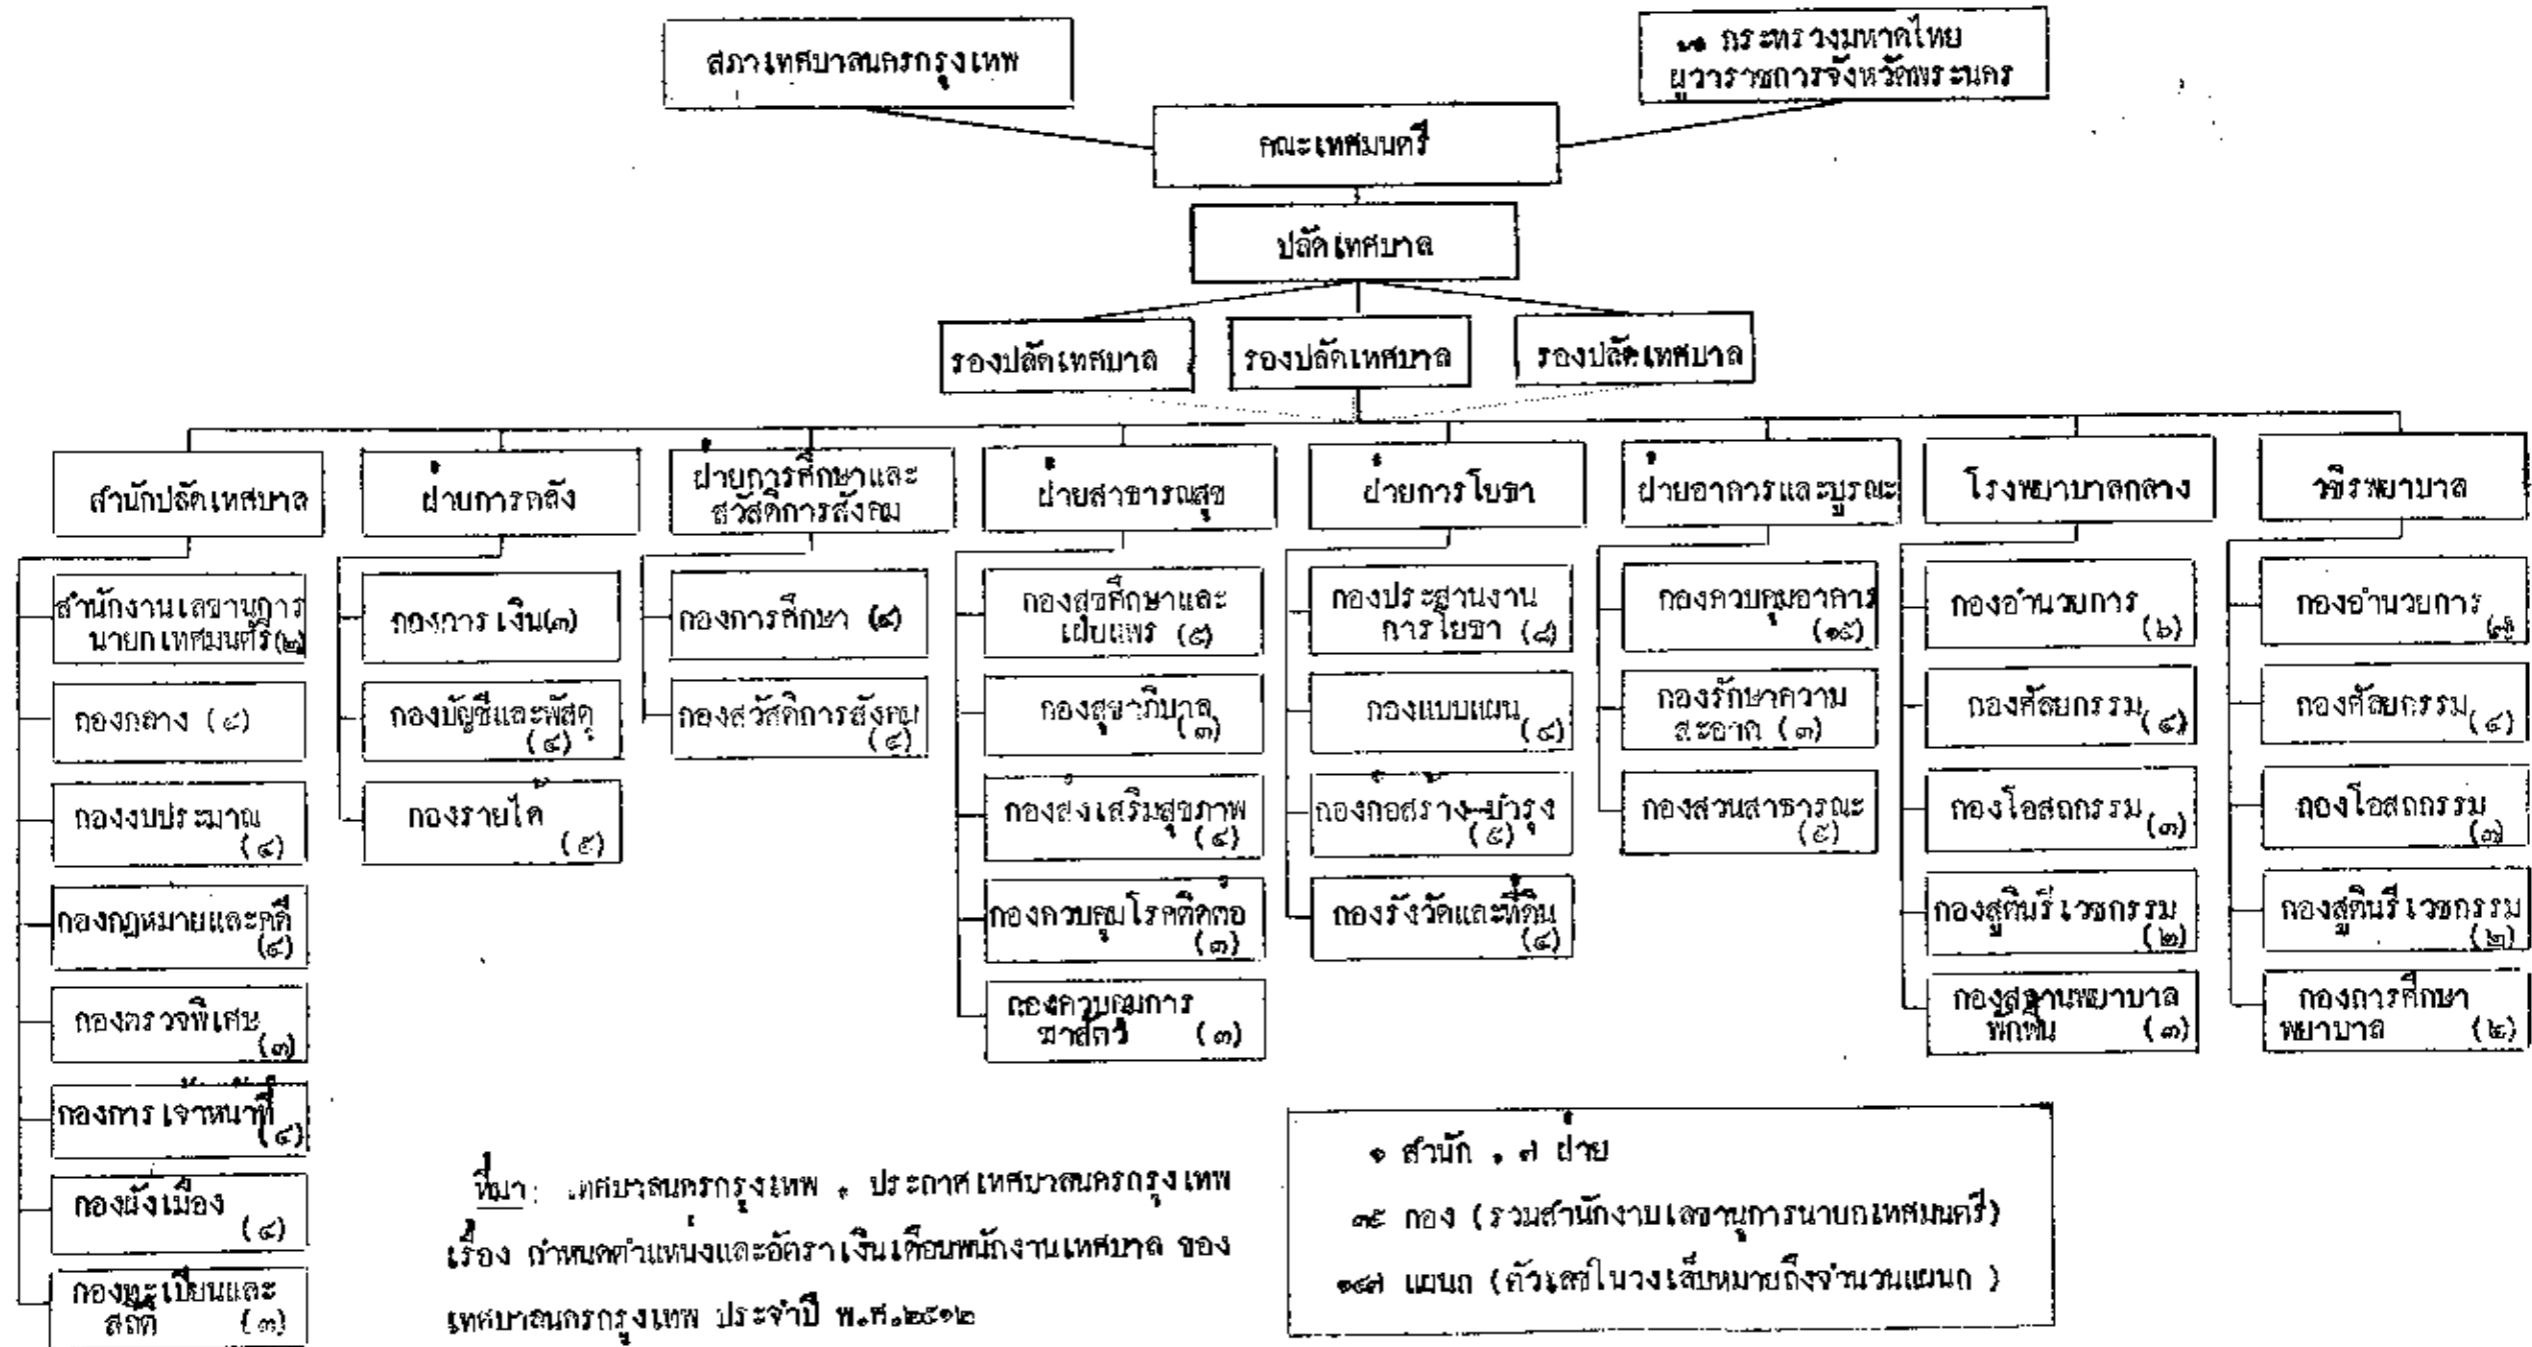 สภาเทศบาลนครกรุงเทพ
กระทรวงมหาดไทย
ผูวาราชการจังหวัดพระนคร
คณะเทศมนตรี
ปลัดเทศบาล
รองปลัดเทศบาล
รองปลัดเทศบาล
รองปลัดเทศบาล
สำนักปลัดเทศบาล
ฝ่ายการคลัง
ฝ่ายการศึกษาและ
สวัสดิการสังคม
ฝ่ายสาธารณสุข
ฝ่ายการโยธา
ฝ่ายอาคารและบูรณะ
โรงพยาบาลกลาง
วชิรพยาบาล
สำนักงานเลขานุการ
นายกเทศมนตรี(๒)
กองกลาง (๔)
กองงบประมาณ
(๔)
กองกฎหมายและคดี
(๔)
กองตรวจพิเศษ
(๓)
กองการเจ้าหน้าที่
(๔)
กองผังเมือง
(๔)
กองทะเบียนและ
สถิติ (๓)
กองการเงิน(๓)
กองบัญชีและพัสดุ
(๔)
กองรายได้
(๕)
กองการศึกษา
กองสวัสดิการสังคม
กองสุขศึกษาและ
เผยแพร (๕)
กองสุขาภิบาล
(๓)
กองส่งเสริมสุขภาพ
(๔)
กองควบคุมโรคติดต่อ
(๓)
กองควบคุมการ
ฆาสัตว์ (๓)
กองประสานงาน
การโยธา (๘)
กองแบบแผน
(๔)
กองก่อสร้าง-บำรุง
(๕)
กองรังวัดและที่ดิน
(๔)
กองควบคุมอาคาร
(๑๕)
กองรักษาความ
สะอาด (๓)
กองสวนสาธารณะ
(๕)
กองอำนวยการ
(๖)
กองศัลยกรรม
(๔)
กองโอสถกรรม
(๓)
กองสูตินรีเวชกรรม
(๒)
กองสถานพยาบาล
พักฟื้น (๓)
กองอำนวยการ
กองศัลยกรรม
(๔)
กองโอสถกรรม
(๓)
กองสูตินรีเวชกรรม
(๒)
กองการศึกษา
พยาบาล (๒)
ที่มา: เทศบาลนครกรุงเทพ , ประกาศเทศบาลนครกรุงเทพ
เรื่อง กำหนดตำแหน่งและอัตราเงินเดือนพนักงานเทศบาล ของ
เทศบาลนครกรุงเทพ ประจำปี พ.ศ.๒๕๑๒
๑ สำนัก , ๗ ฝ่าย
๓๕ กอง (รวมสำนักงานเลขานุการนายกเทศมนตรี)
๑๔๗ แผนก (ตัวเลขในวงเล็บหมายถึงจำนวนแผนก )